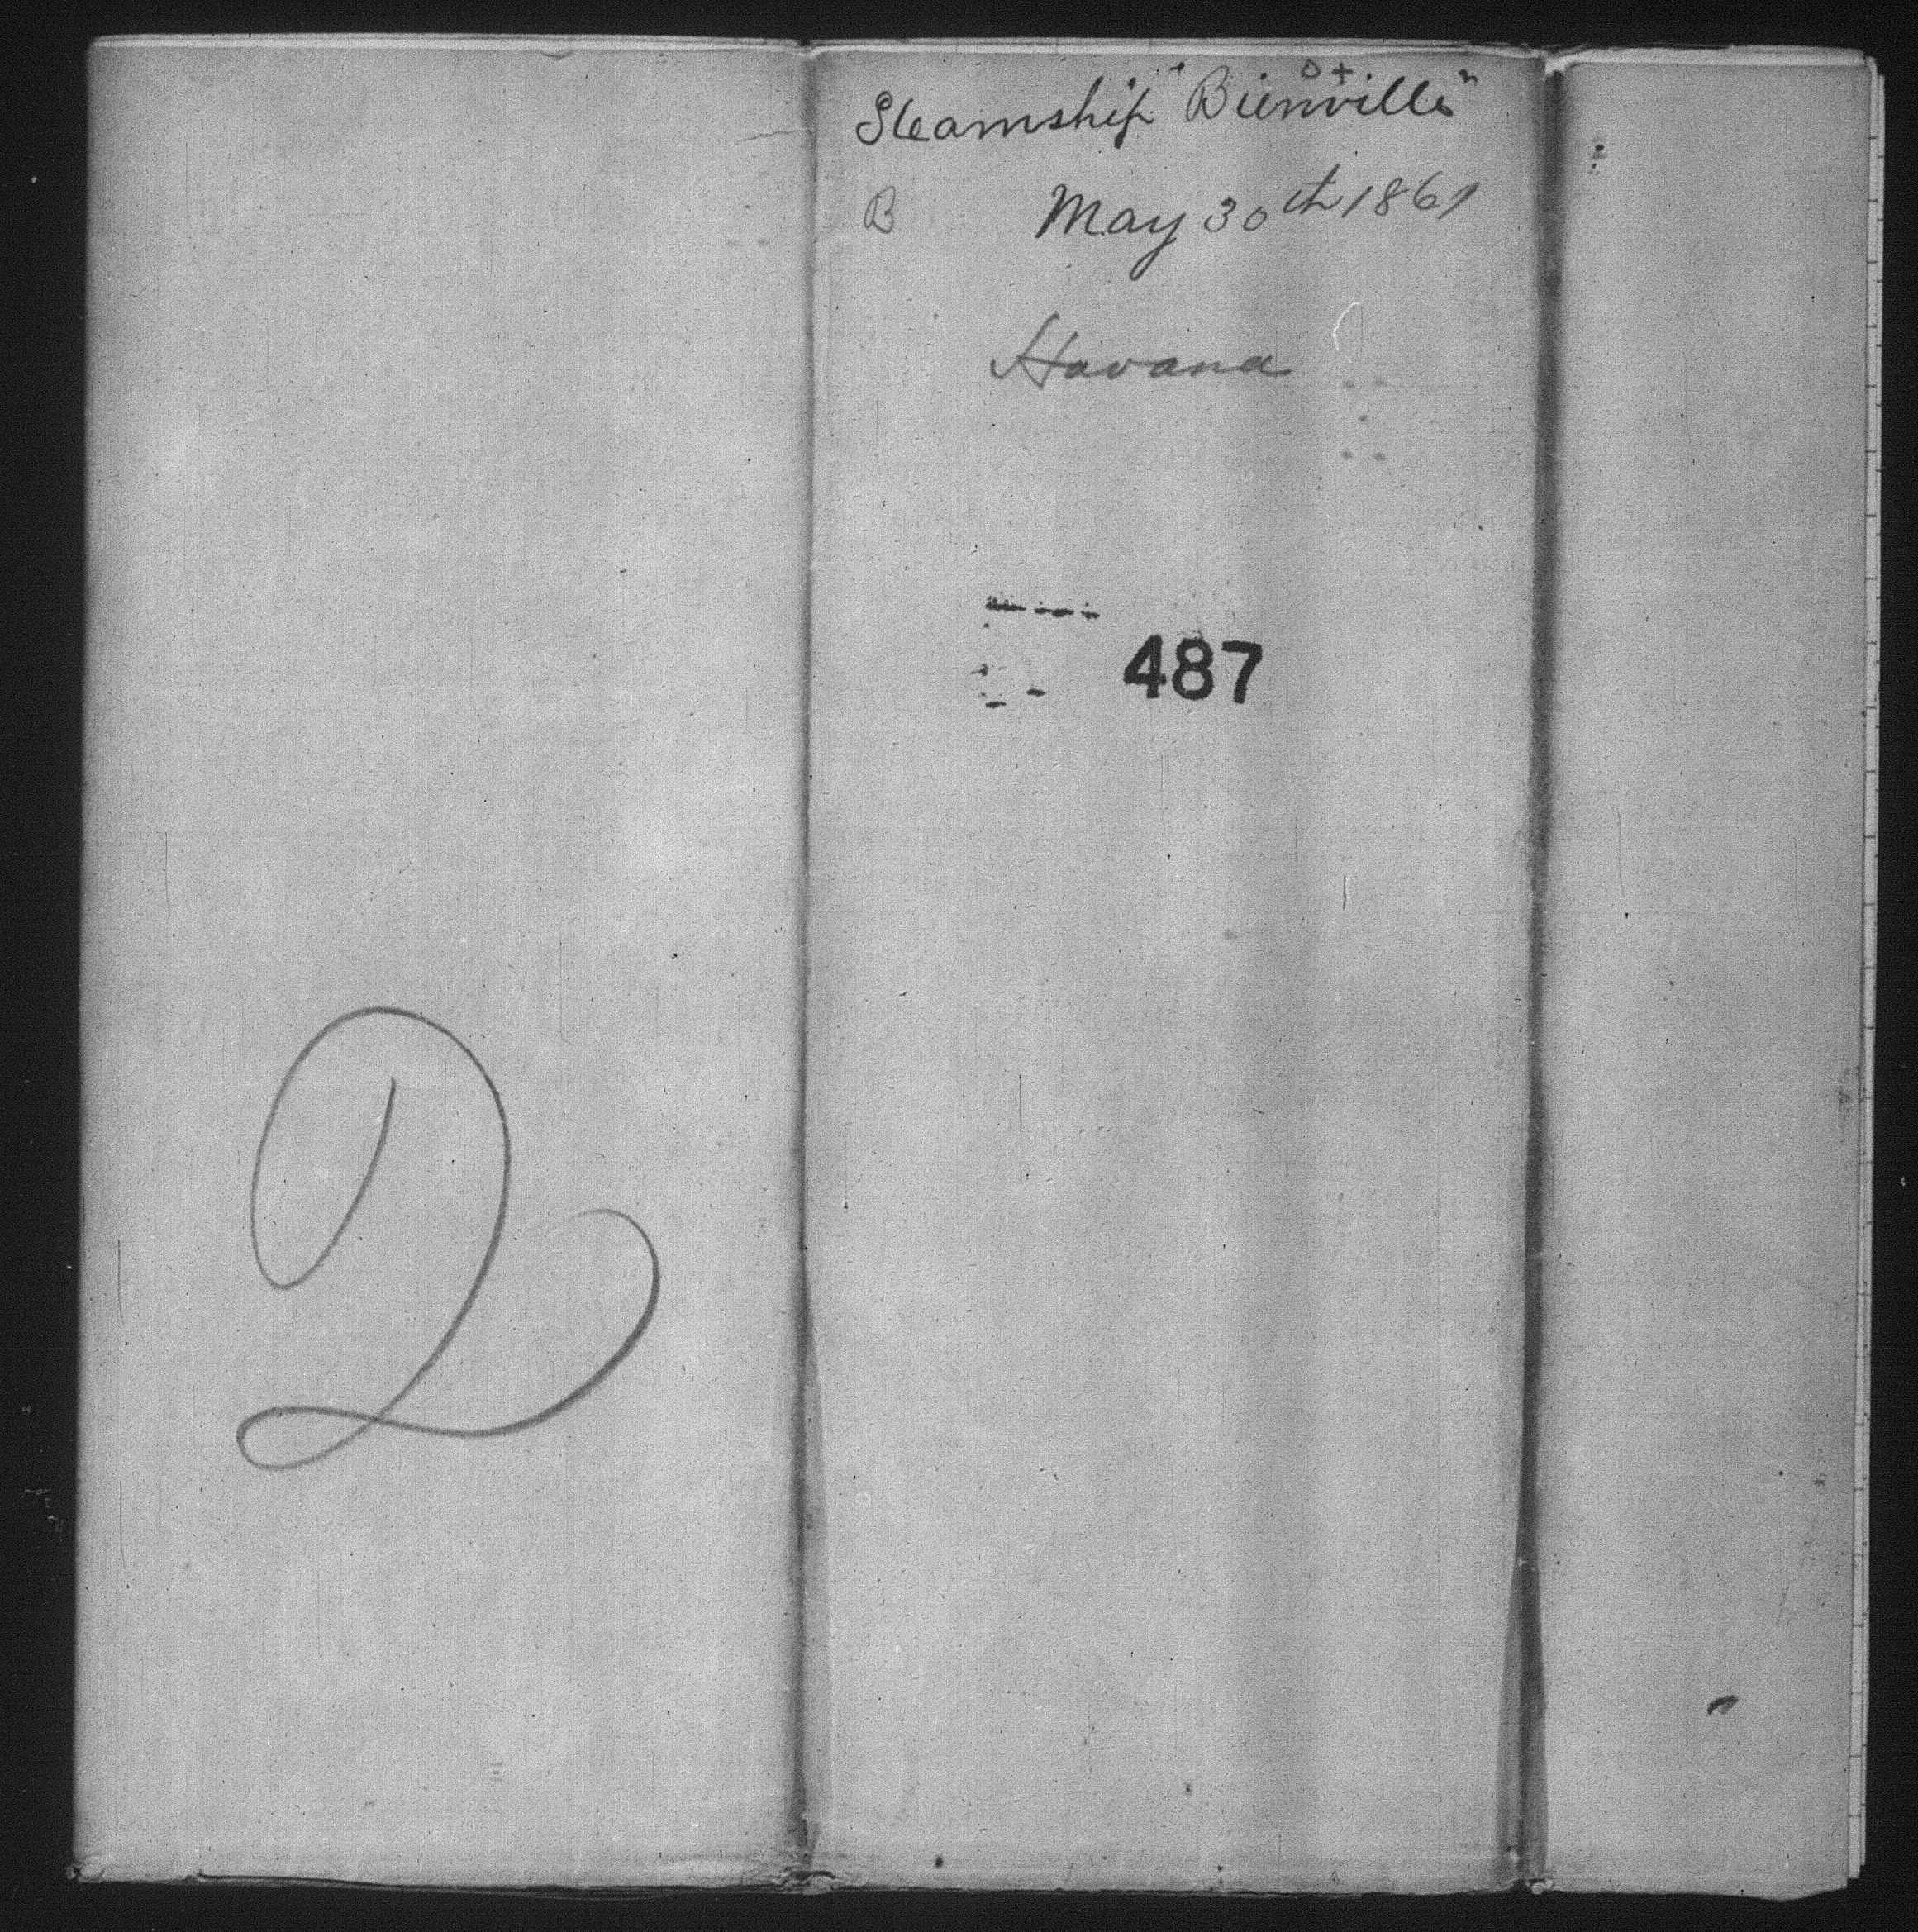 Steamship "Bienville"
B May 30th 1861
Havana
487
2